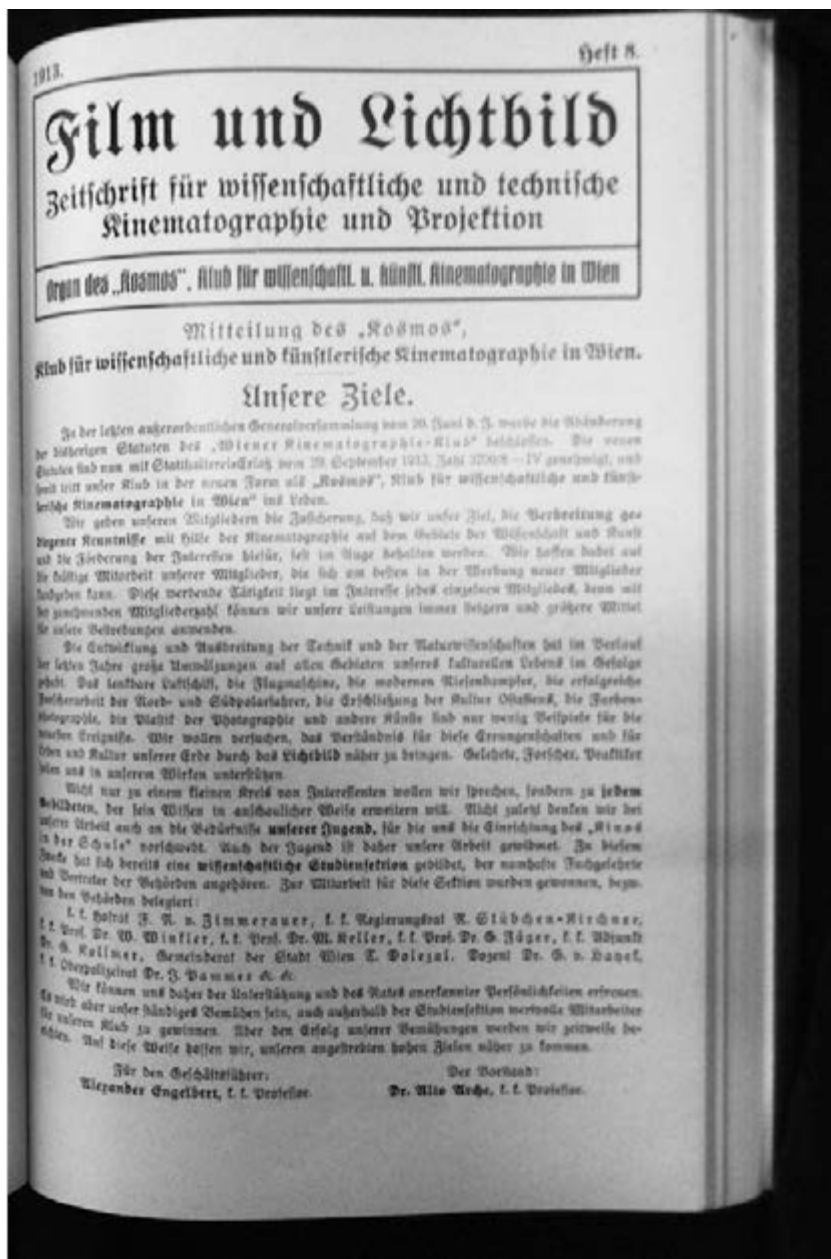 1913.
Heft 8.
Film und Lichtbild
Zeitschrift für wissenschaftliche und technische
Kinematographie und Projektion
Organ des „Kosmos“, Klub für wissenschaftl. u. künstl. Kinematographie in Wien
Mitteilung des „Kosmos“,
Klub für wissenschaftliche und künstlerische Kinematographie in Wien.
Unsere Ziele.
In der letzten außerordentlichen Generalversammlung vom 20. Juni d. J. wurde die Abänderung
der bisherigen Statuten des „Wiener Kinematographie-Klub“ beschlossen. Die neuen
Statuten sind nun mit Statthaltereierlaß vom 29. September 1913, Zahl IV genehmigt, und
somit tritt unser Klub in der neuen Form als „Kosmos“, Klub für wissenschaftliche und künst-
lerische Kinematographie in Wien“ ins Leben.
Wir geben unseren Mitgliedern die Zusicherung, daß wir unser Ziel, die Verbreitung ge-
diegener Kenntnisse mit Hilfe der Kinematographie auf dem Gebiete der Wissenschaft und Kunst
und die Förderung der Interessen hiefür, fest im Auge behalten werden. Wir hoffen dabei auf
die kräftige Mitarbeit unserer Mitglieder, die sich am besten in der Werbung neuer Mitglieder
kundgeben kann. Diese werbende Tätigkeit liegt im Interesse jedes einzelnen Mitgliedes, denn mit
der zunehmenden Mitgliederzahl können wir unsere Leistungen immer steigern und größere Mittel
für unsere Bestrebungen anwenden.
Die Entwicklung und Ausbreitung der Technik und der Naturwissenschaften hat im Verlauf
der letzten Jahre große Umwälzungen auf allen Gebieten unseres kulturellen Lebens im Gefolge
gehabt. Das lenkbare Luftschiff, die Flugmaschine, die modernen Riesendampfer, die erfolgreiche
Forscherarbeit der Nord- und Südpolarfahrer, die Erschließung der Kultur Ostasiens, die Farben-
photographie, die Plastik der Photographie und andere Künste sind nur wenig Beispiele für die
neuesten Ereignisse. Wir wollen versuchen, das Verständnis für diese Errungenschaften und für
Leben und Kultur unserer Erde durch das Lichtbild näher zu bringen. Gelehrte, Forscher, Praktiker
sollen uns in unserem Wirken unterstützen.
Nicht nur zu einem kleinen Kreis von Interessenten wollen wir sprechen, sondern zu jedem
Gebildeten, der sein Wissen in anschaulicher Weise erweitern will. Nicht zuletzt denken wir bei
unserer Arbeit auch an die Bedürfnisse unserer Jugend, für die uns die Einrichtung des „Kinos
in der Schule“ vorschwebt. Auch der Jugend ist daher unsere Arbeit gewidmet. Zu diesem
Zwecke hat sich bereits eine wissenschaftliche Studiensektion gebildet, der namhafte Fachgelehrte
und Vertreter der Behörden angehören. Zur Mitarbeit für diese Sektion wurden gewonnen, bezw.
von den Behörden delegiert:
k. k. Hofrat F. A. v. Zimmerauer, k. k. Regierungsrat A. Stübchen-Kirchner,
k. k. Prof. Dr. W. Winkler, k. k. Prof. Dr. M. Keller, k. k. Prof. Dr. G. Jäger, k. k. Adjunkt
Dr. G. Kollmer, Gemeinderat der Stadt Wien T. Dolezal, Dozent Dr. G. v.
k. k. Oberpolizeirat Dr. J. Pammer &. &.
Wir können uns daher der Unterstützung und des Rates anerkannter Persönlichkeiten erfreuen.
Es wird aber unser ständiges Bemühen sein, auch außerhalb der Studiensektion wertvolle Mitarbeiter
für unseren Klub zu gewinnen. Über den Erfolg unserer Bemühungen werden wir zeitweise be-
richten. Auf diese Weise hoffen wir, unseren angestrebten hohen Zielen näher zu kommen.
Für den Geschäftsführer:
Alexander Engelbert, k. k. Professor.
Der Vorstand:
Dr. Alto Arche, k. k. Professor.